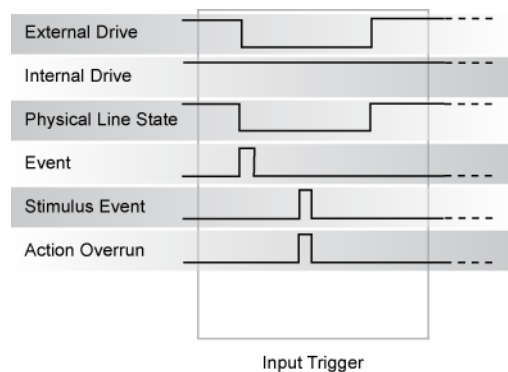 External Drive
Internal Drive
Physical Line State
Event
Stimulus Event
Action Overrun
Input Trigger